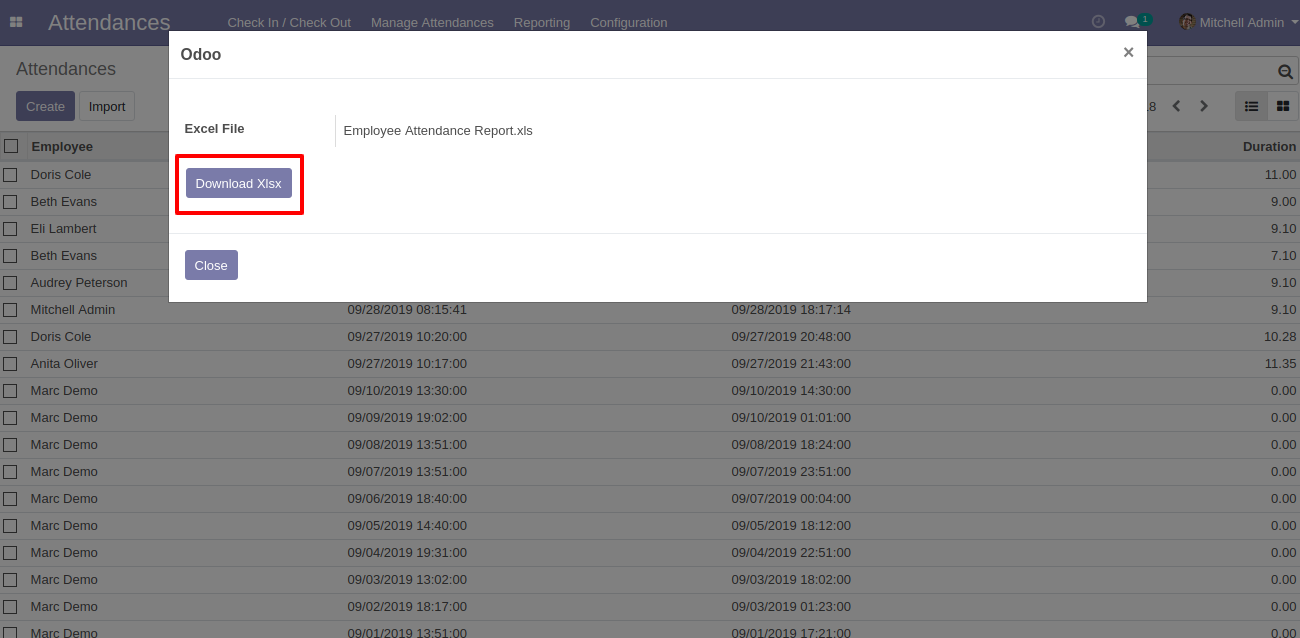 Attendances Check In / Check Out Manage Attendances Reporting Configuration 1 Mitchell Admin
Odoo ×
Attendances
Create Import 8
Excel File Employee Attendance Report.xls
Employee Duration
Download Xlsx
Doris Cole 11.00
Beth Evans 9.00
Eli Lambert 9.10
Beth Evans 7.10
Close
Audrey Peterson 9.10
Mitchell Admin 09/28/2019 08:15:41 09/28/2019 18:17:14 9.10
Doris Cole 09/27/2019 10:20:00 09/27/2019 20:48:00 10.28
Anita Oliver 09/27/2019 10:17:00 09/27/2019 21:43:00 11.35
Marc Demo 09/10/2019 13:30:00 09/10/2019 14:30:00 0.00
Marc Demo 09/09/2019 19:02:00 09/10/2019 01:01:00 0.00
Marc Demo 09/08/2019 13:51:00 09/08/2019 18:24:00 0.00
Marc Demo 09/07/2019 13:51:00 09/07/2019 23:51:00 0.00
Marc Demo 09/06/2019 18:40:00 09/07/2019 00:04:00 0.00
Marc Demo 09/05/2019 14:40:00 09/05/2019 18:12:00 0.00
Marc Demo 09/04/2019 19:31:00 09/04/2019 22:51:00 0.00
Marc Demo 09/03/2019 13:02:00 09/03/2019 18:02:00 0.00
Marc Demo 09/02/2019 18:17:00 09/03/2019 01:23:00 0.00
Marc Demo 09/01/2019 13:51:00 09/01/2019 17:21:00 0.00